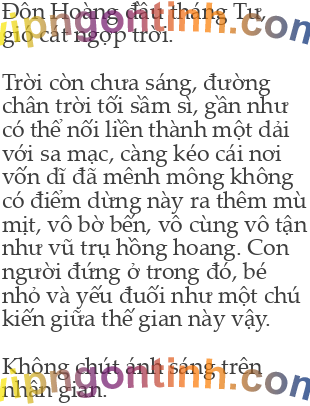 Đôn Hoàng đầu tháng Tư,
gió cát ngợp trời.
Trời còn chưa sáng, đường
chân trời tối sầm sì, gần như
có thể nối liền thành một dải
với sa mạc, càng kéo cái nơi
vốn dĩ đã mênh mông không
có điểm dừng này ra thêm mù
mịt, vô bờ bến, vô cùng vô tận
như vũ trụ hồng hoang. Con
người đứng ở trong đó, bé
nhỏ và yếu đuối như một chú
kiến giữa thế gian này vậy.
Không chút ánh sáng trên
nhân gian.
vipngontinh.com
vipngontinh.com